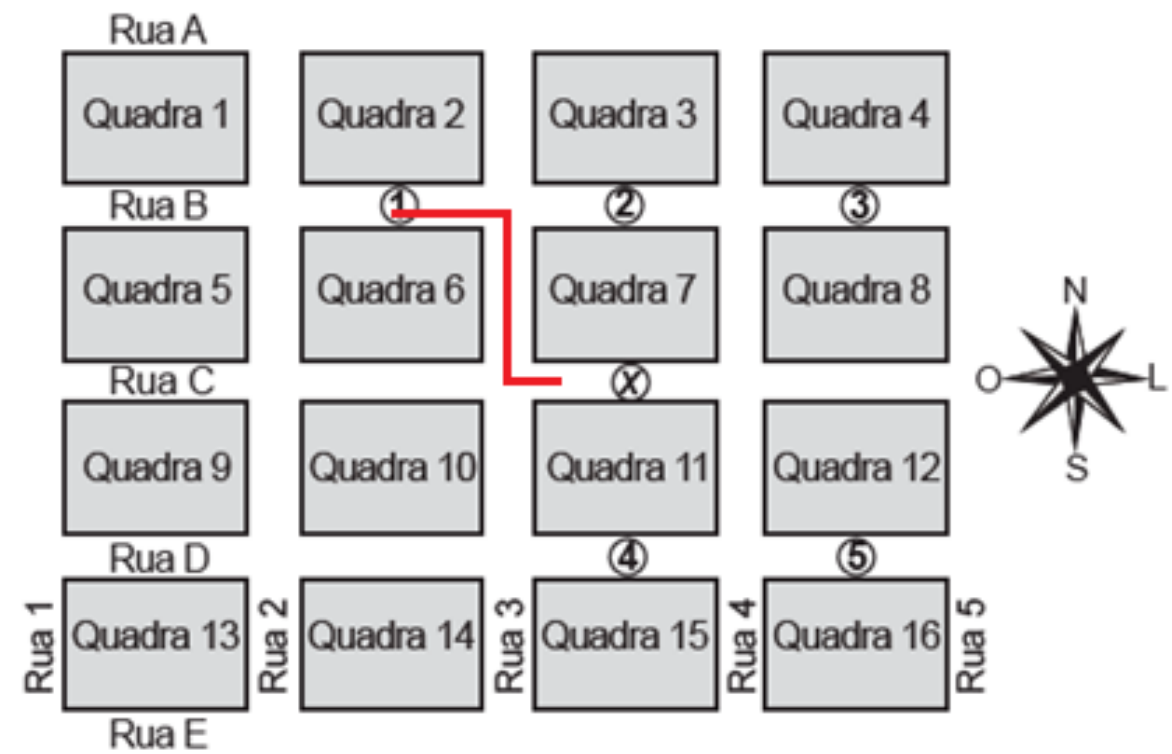 Rua A
Quadra 1 Quadra 2 Quadra 3 Quadra 4
Rua B 1 2 3
Quadra 5 Quadra 6 Quadra 7 Quadra 8
N
Rua C X O L
Quadra 9 Quadra 10 Quadra 11 Quadra 12
S
Rua D 4 5
Rua 1 Quadra 13 Rua 2 Quadra 14 Rua 3 Quadra 15 Rua 4 Quadra 16 Rua 5
Rua E